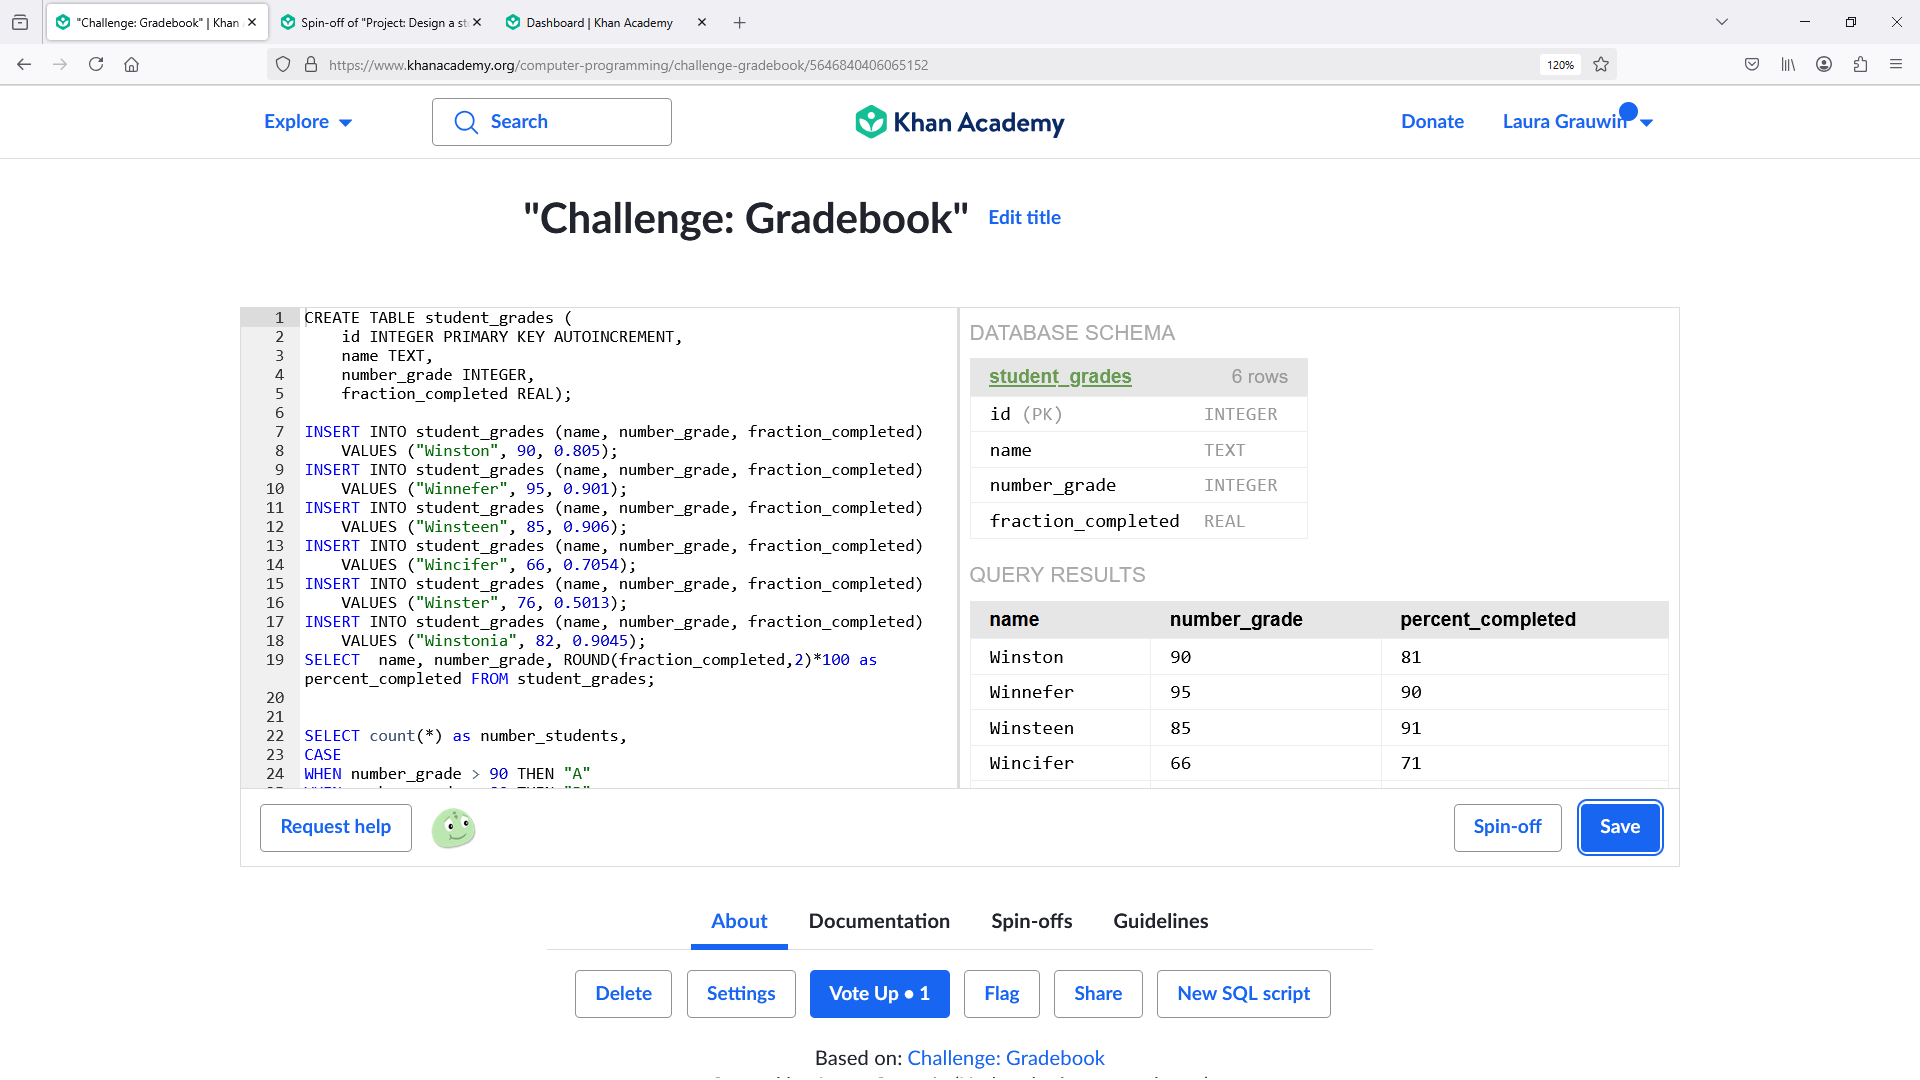 "Challenge: Gradebook" | Khan
Spin-off of "Project: Design a st
Dashboard | Khan Academy
https://www.khanacademy.org/computer-programming/challenge-gradebook/5646840406065152
120%
Explore
Search
Khan Academy
Donate
Laura Grauwin
"Challenge: Gradebook"
Edit title
1 CREATE TABLE student_grades (
2 id INTEGER PRIMARY KEY AUTOINCREMENT,
3 name TEXT,
4 number_grade INTEGER,
5 fraction_completed REAL);
6
7 INSERT INTO student_grades (name, number_grade, fraction_completed)
8 VALUES ("Winston", 90, 0.805);
9 INSERT INTO student_grades (name, number_grade, fraction_completed)
10 VALUES ("Winnefer", 95, 0.901);
11 INSERT INTO student_grades (name, number_grade, fraction_completed)
12 VALUES ("Winsteen", 85, 0.906);
13 INSERT INTO student_grades (name, number_grade, fraction_completed)
14 VALUES ("Wincifer", 66, 0.7054);
15 INSERT INTO student_grades (name, number_grade, fraction_completed)
16 VALUES ("Winster", 76, 0.5013);
17 INSERT INTO student_grades (name, number_grade, fraction_completed)
18 VALUES ("Winstonia", 82, 0.9045);
19 SELECT  name, number_grade, ROUND(fraction_completed,2)*100 as
percent_completed FROM student_grades;
20
21
22 SELECT count(*) as number_students,
23 CASE
24 WHEN number_grade > 90 THEN "A"
DATABASE SCHEMA
student_grades 6 rows
id (PK) INTEGER
name TEXT
number_grade INTEGER
fraction_completed REAL
QUERY RESULTS
name number_grade percent_completed
Winston 90 81
Winnefer 95 90
Winsteen 85 91
Wincifer 66 71
Request help
Spin-off
Save
About
Documentation
Spin-offs
Guidelines
Delete
Settings
Vote Up • 1
Flag
Share
New SQL script
Based on: Challenge: Gradebook